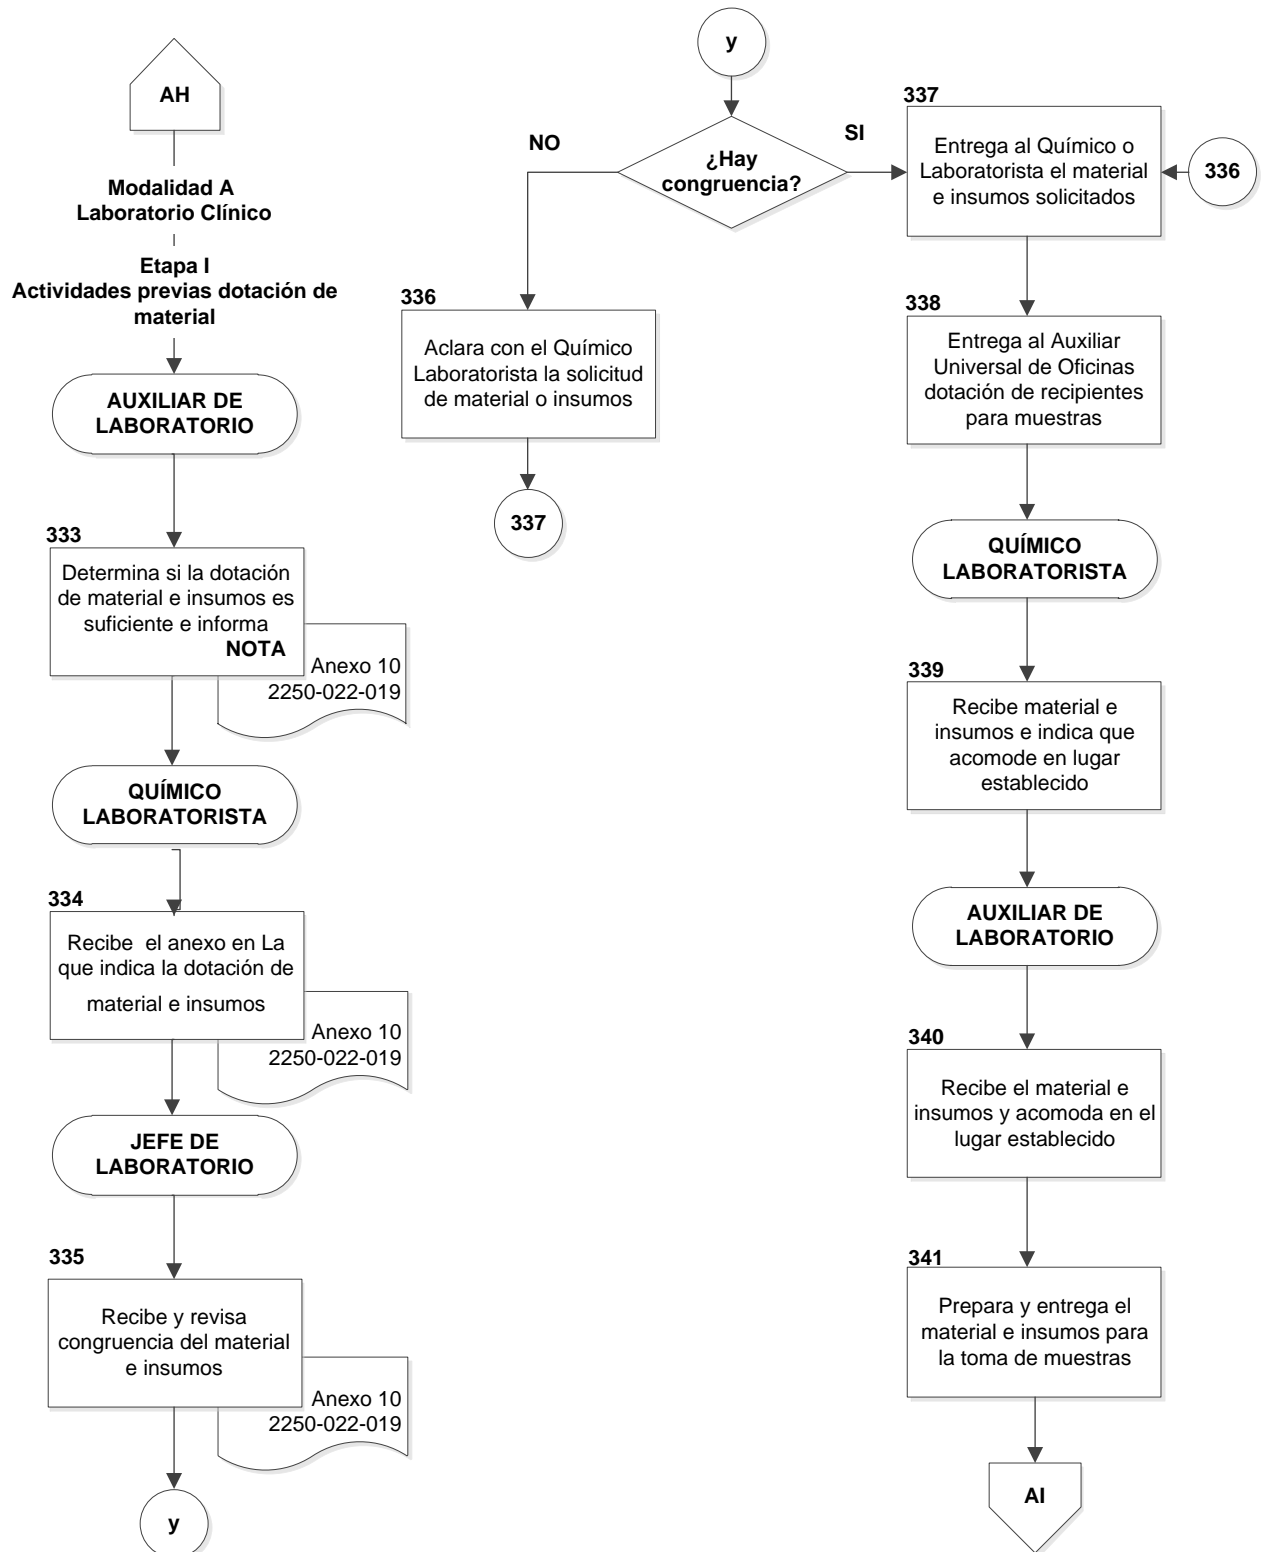 AH
Modalidad A
Laboratorio Clínico
Etapa I
Actividades previas dotación de
material
AUXILIAR DE
LABORATORIO
333
Determina si la dotación
de material e insumos es
suficiente e informa
NOTA
Anexo 10
2250-022-019
QUÍMICO
LABORATORISTA
334
Recibe el anexo en La
que indica la dotación de
material e insumos
Anexo 10
2250-022-019
JEFE DE
LABORATORIO
335
Recibe y revisa
congruencia del material
e insumos
Anexo 10
2250-022-019
y
y
¿Hay
congruencia?
NO
SI
336
Aclara con el Químico
Laboratorista la solicitud
de material o insumos
337
337
Entrega al Químico o
Laboratorista el material
e insumos solicitados
336
338
Entrega al Auxiliar
Universal de Oficinas
dotación de recipientes
para muestras
QUÍMICO
LABORATORISTA
339
Recibe material e
insumos e indica que
acomode en lugar
establecido
AUXILIAR DE
LABORATORIO
340
Recibe el material e
insumos y acomoda en el
lugar establecido
341
Prepara y entrega el
material e insumos para
la toma de muestras
AI